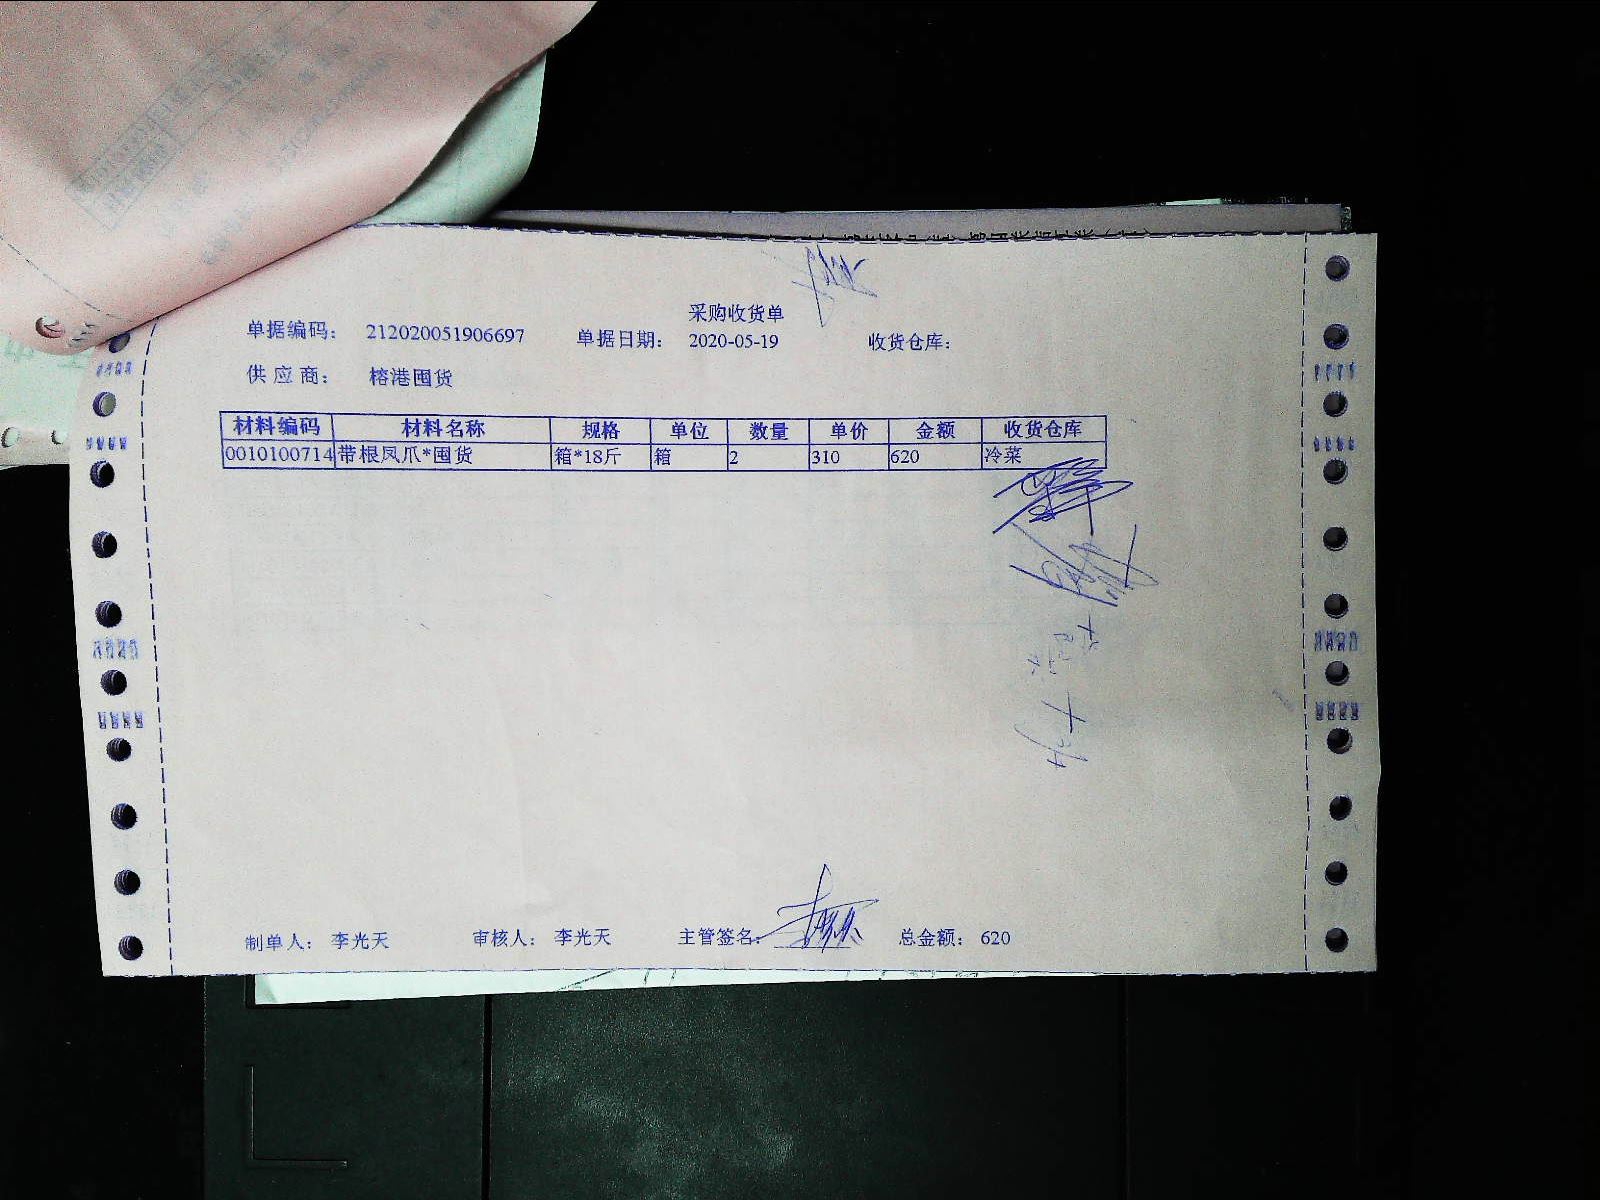 采购收货单
单据编码： 212020051906697 单据日期： 2020-05-19 收货仓库：
供应商： 榕港囤货
材料编码 材料名称 规格 单位 数量 单价 金额 收货仓库
0010100714 带根凤爪*囤货 箱*18斤 箱 2 310 620 冷菜
制单人： 李光天 审核人： 李光天 主管签名： 总金额： 620